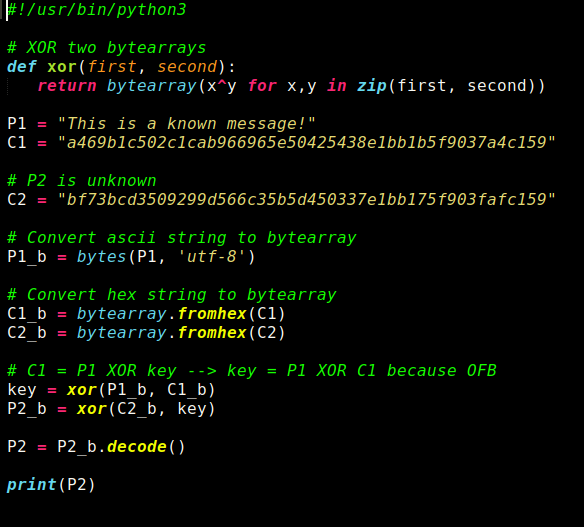 #!/usr/bin/python3
# XOR two bytearrays
def xor(first, second):
return bytearray(x^y for x,y in zip(first, second))
P1 = "This is a known message!"
C1 = "a469b1c502c1cab966965e50425438e1bb1b5f9037a4c159"
# P2 is unknown
C2 = "bf73bcd3509299d566c35b5d450337e1bb175f903fafc159"
# Convert ascii string to bytearray
P1_b = bytes(P1, 'utf-8')
# Convert hex string to bytearray
C1_b = bytearray.fromhex(C1)
C2_b = bytearray.fromhex(C2)
# C1 = P1 XOR key --> key = P1 XOR C1 because OFB
key = xor(P1_b, C1_b)
P2_b = xor(C2_b, key)
P2 = P2_b.decode()
print(P2)